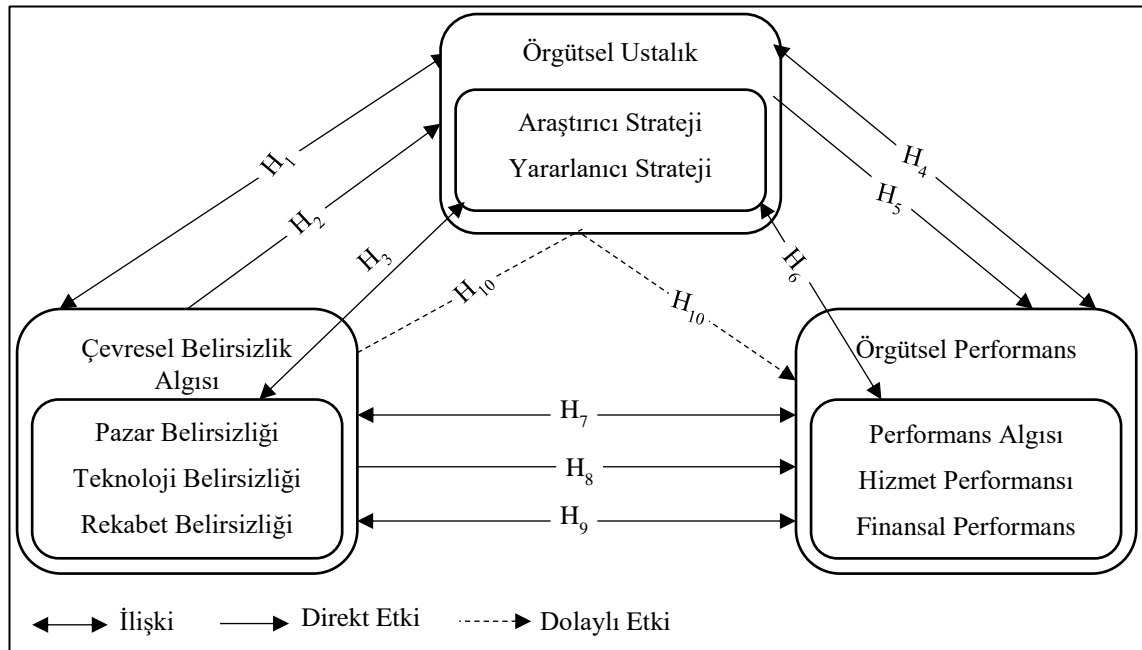 Örgütsel Ustalık
Araştırıcı Strateji
Yararlanıcı Strateji
H₁
H₂
H₃
H₄
H₅
H₆
H₁₀
H₁₀
Çevresel Belirsizlik
Algısı
Pazar Belirsizliği
Teknoloji Belirsizliği
Rekabet Belirsizliği
H₇
H₈
H₉
Örgütsel Performans
Performans Algısı
Hizmet Performansı
Finansal Performans
İlişki
Direkt Etki
Dolaylı Etki